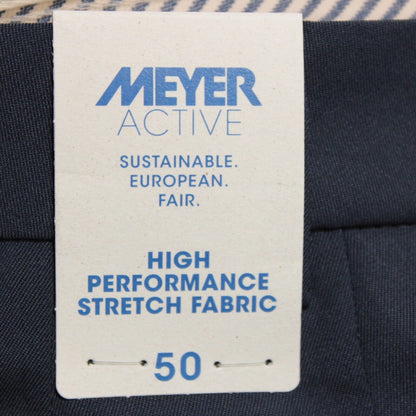 MEYER
ACTIVE
SUSTAINABLE.
EUROPEAN.
FAIR.
HIGH
PERFORMANCE
STRETCH FABRIC
50